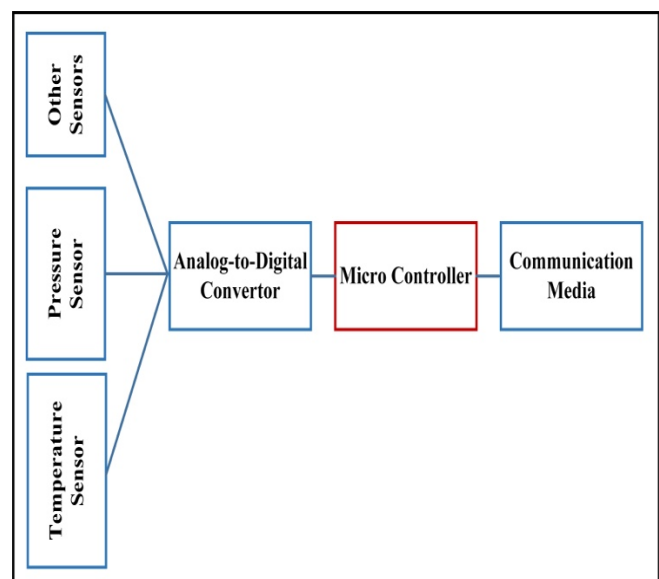 Other
Sensors
Pressure
Sensor
Temperature
Sensor
Analog-to-Digital
Convertor
Micro Controller
Communication
Media